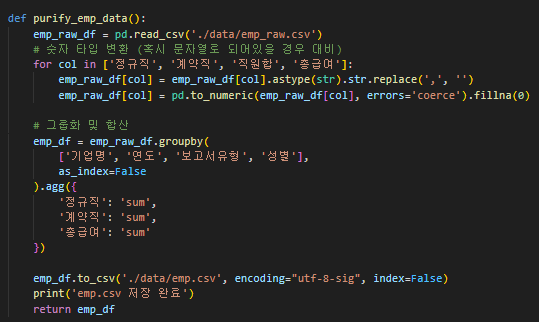 def purify_emp_data():
    emp_raw_df = pd.read_csv('./data/emp_raw.csv')
    # 숫자 타입 변환 (혹시 문자열로 되어있을 경우 대비)
    for col in ['정규직', '계약직', '직원합', '총급여']:
        emp_raw_df[col] = emp_raw_df[col].astype(str).str.replace(',', '')
        emp_raw_df[col] = pd.to_numeric(emp_raw_df[col], errors='coerce').fillna(0)

    # 그룹화 및 합산
    emp_df = emp_raw_df.groupby(
        ['기업명', '연도', '보고서유형', '성별'],
        as_index=False
    ).agg({
        '정규직': 'sum',
        '계약직': 'sum',
        '총급여': 'sum'
    })

    emp_df.to_csv('./data/emp.csv', encoding="utf-8-sig", index=False)
    print('emp.csv 저장 완료')
    return emp_df